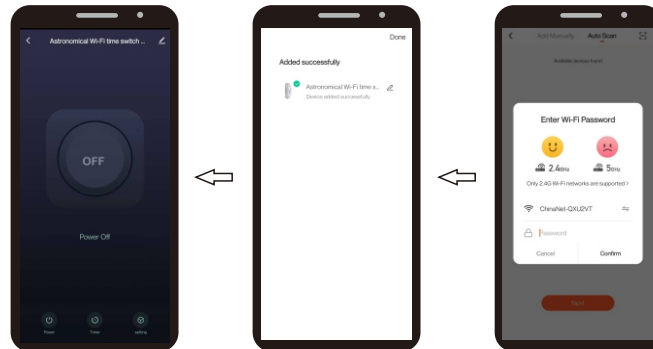 Astronomical Wi-Fi time switch ...
OFF
Power Off
Power
Timer
setting
Done
Added successfully
Astronomical Wi-Fi time s...
Device added successfully
Add Manually
Auto Scan
Enter Wi-Fi Password
2.4GHz
5GHz
Only 2.4G Wi-Fi networks are supported >
ChinaNet-QXU2VT
Password
Cancel
Confirm
Next